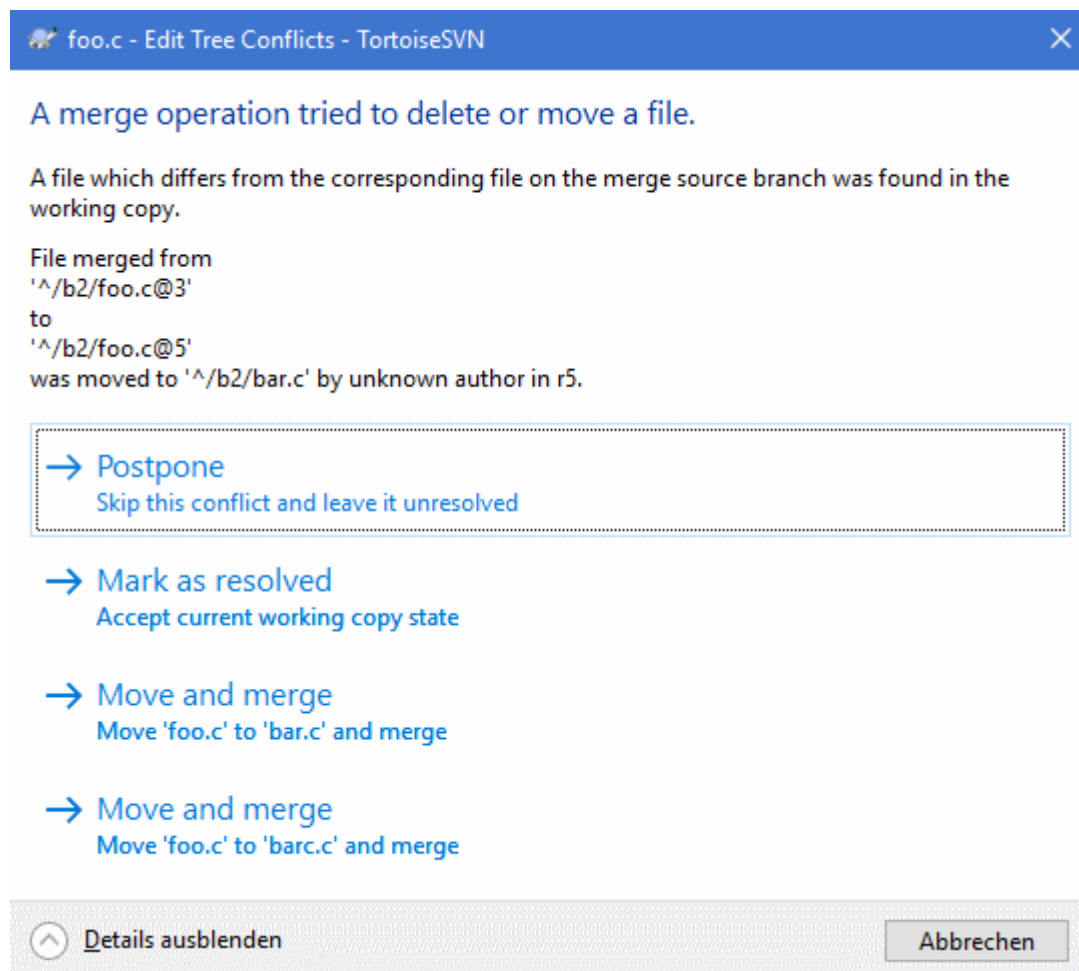 foo.c - Edit Tree Conflicts - TortoiseSVN
A merge operation tried to delete or move a file.
A file which differs from the corresponding file on the merge source branch was found in the
working copy.
File merged from
'^/b2/foo.c@3'
to
'^/b2/foo.c@5'
was moved to '^/b2/bar.c' by unknown author in r5.
Postpone
Skip this conflict and leave it unresolved
Mark as resolved
Accept current working copy state
Move and merge
Move 'foo.c' to 'bar.c' and merge
Move and merge
Move 'foo.c' to 'barc.c' and merge
Details ausblenden
Abbrechen